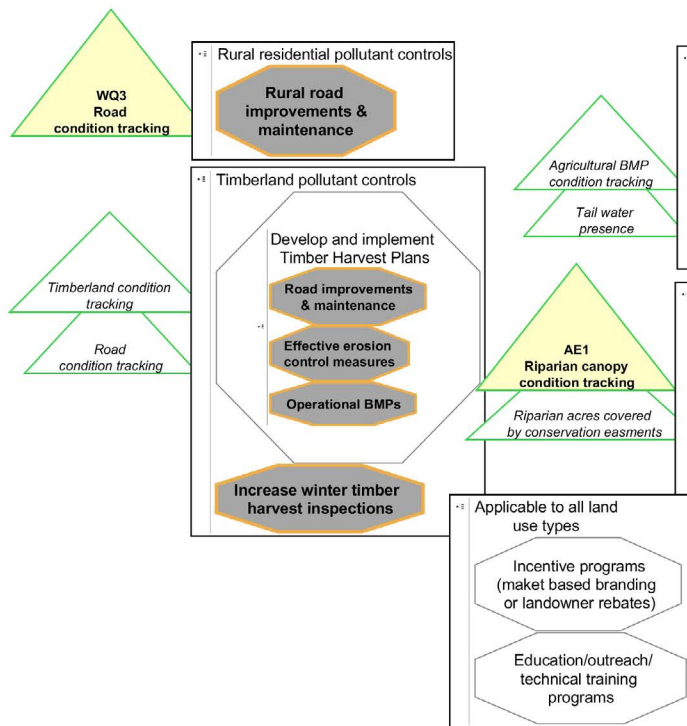 Rural residential pollutant controls
WQ3
Road
condition tracking
Rural road
improvements &
maintenance
Timberland pollutant controls
Develop and implement
Timber Harvest Plans
Road improvements
& maintenance
Effective erosion
control measures
Operational BMPs
Increase winter timber
harvest inspections
Timberland condition
tracking
Road
condition tracking
Agricultural BMP
condition tracking
Tail water
presence
AE1
Riparian canopy
condition tracking
Riparian acres covered
by conservation easments
Applicable to all land
use types
Incentive programs
(maket based branding
or landowner rebates)
Education/outreach/
technical training
programs